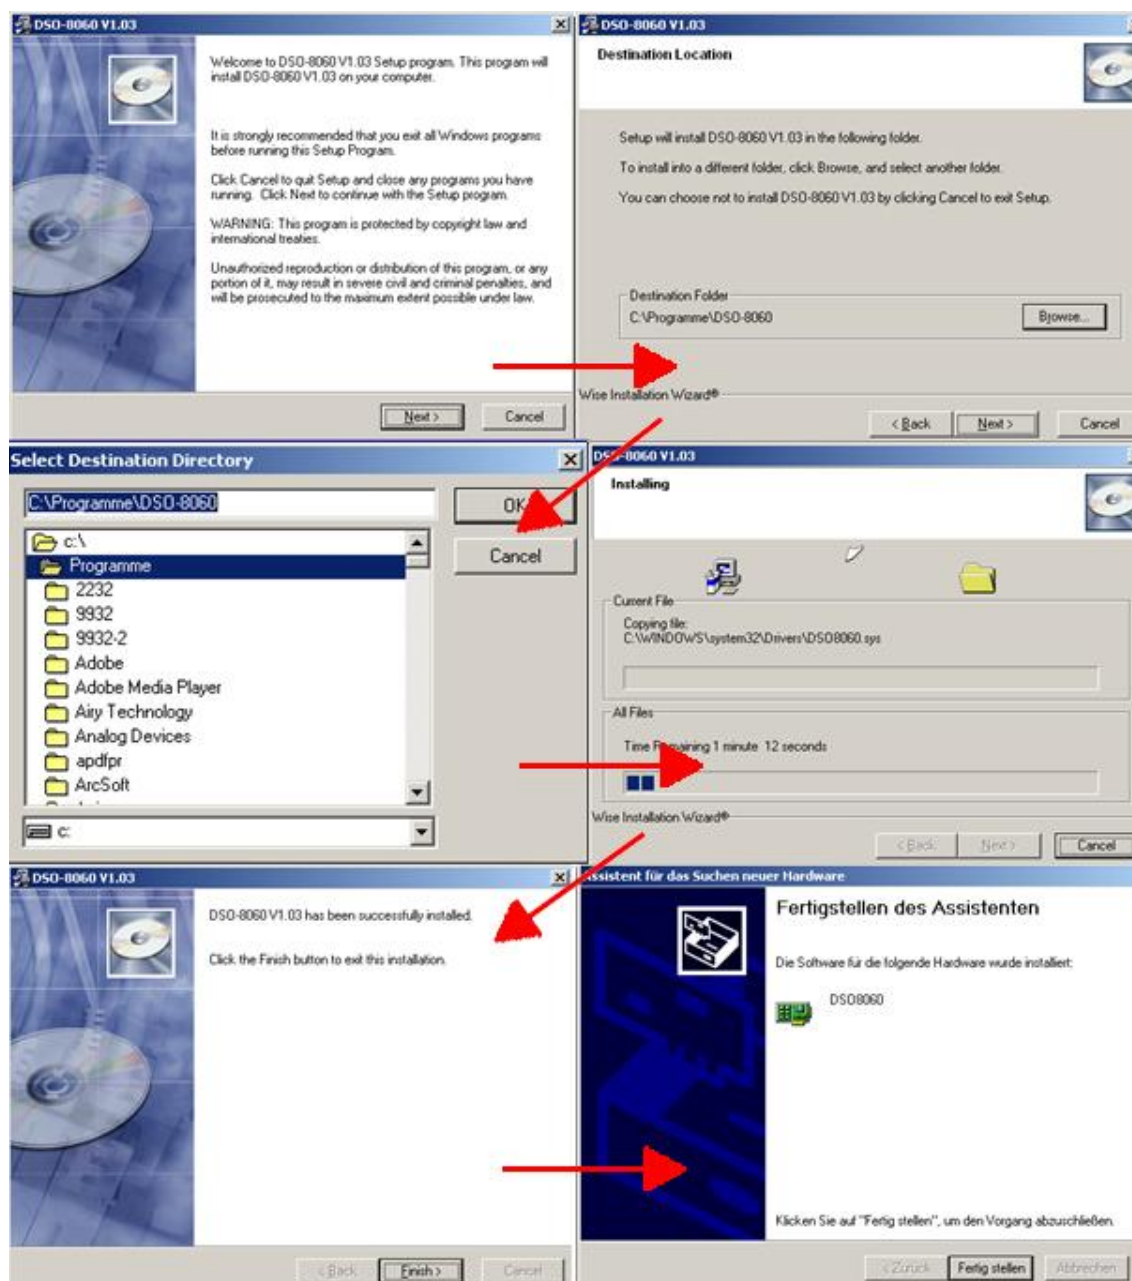 DSO-8060 V1.03
Welcome to DSO-8060 V1.03 Setup program. This program will
install DSO-8060 V1.03 on your computer.
It is strongly recommended that you exit all Windows programs
before running this Setup Program.
Click Cancel to quit Setup and close any programs you have
running. Click Next to continue with the Setup program.
WARNING: This program is protected by copyright law and
international treaties.
Unauthorized reproduction or distribution of this program, or any
portion of it, may result in severe civil and criminal penalties, and
will be prosecuted to the maximum extent possible under law.
Next >
Cancel
DSO-8060 V1.03
Destination Location
Setup will install DSO-8060 V1.03 in the following folder.
To install into a different folder, click Browse, and select another folder.
You can choose not to install DSO-8060 V1.03 by clicking Cancel to exit Setup.
Destination Folder
C:\Programme\DSO-8060
Browse...
Wise Installation Wizard®
< Back
Next >
Cancel
Select Destination Directory
C:\Programme\DSO-8060
OK
c:\
Cancel
Programme
2232
9932
9932-2
Adobe
Adobe Media Player
Airy Technology
Analog Devices
apdfpr
ArcSoft
c:
DSO-8060 V1.03
Installing
Current File
Copying file:
C:\WINDOWS\system32\Drivers\DSO8060.sys
All Files
Time Remaining 1 minute 12 seconds
Wise Installation Wizard®
< Back
Next >
Cancel
DSO-8060 V1.03
DSO-8060 V1.03 has been successfully installed.
Click the Finish button to exit this installation.
< Back
Finish >
Cancel
Assistent für das Suchen neuer Hardware
Fertigstellen des Assistenten
Die Software für die folgende Hardware wurde installiert:
DSO8060
Klicken Sie auf "Fertig stellen", um den Vorgang abzuschließen.
< Zurück
Fertig stellen
Abbrechen